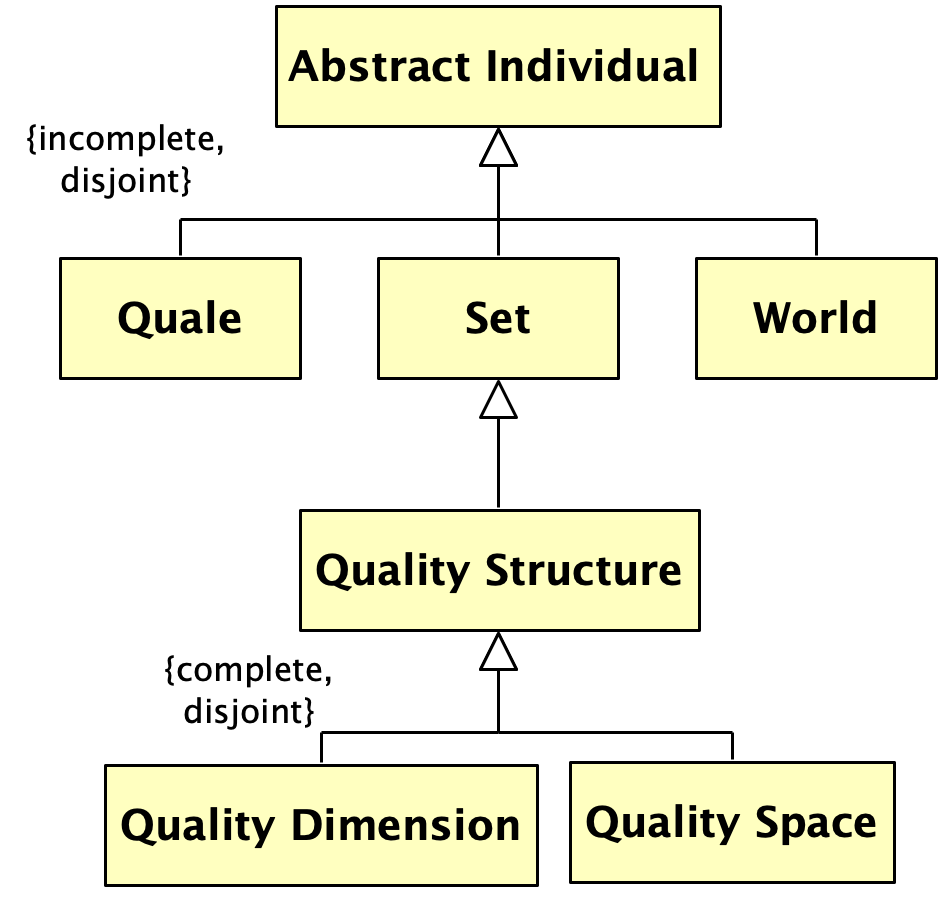 Abstract Individual
{incomplete,
disjoint}
Quale
Set
World
Quality Structure
{complete,
disjoint}
Quality Dimension
Quality Space